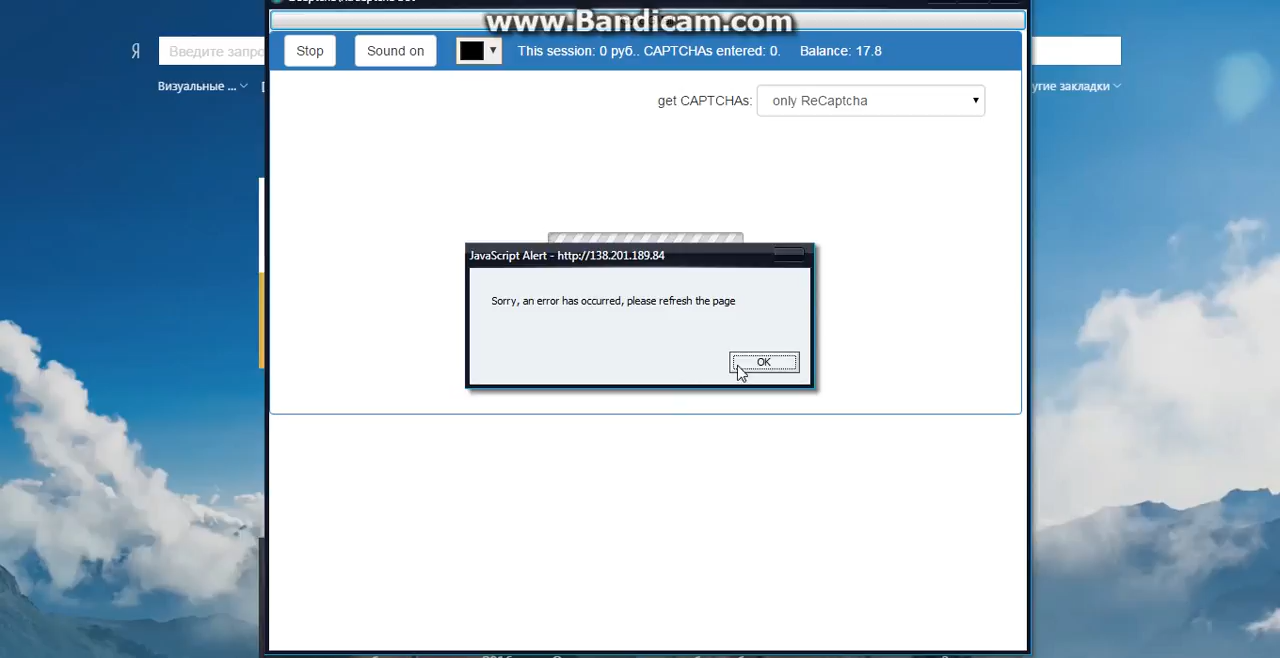 www.Bandicam.com
Я
Введите запро
Stop
Sound on
This session: 0 руб.. CAPTCHAs entered: 0.
Balance: 17.8
Визуальные ...
угие закладки
get CAPTCHAs:
only ReCaptcha
JavaScript Alert - http://138.201.189.84
Sorry, an error has occurred, please refresh the page
OK